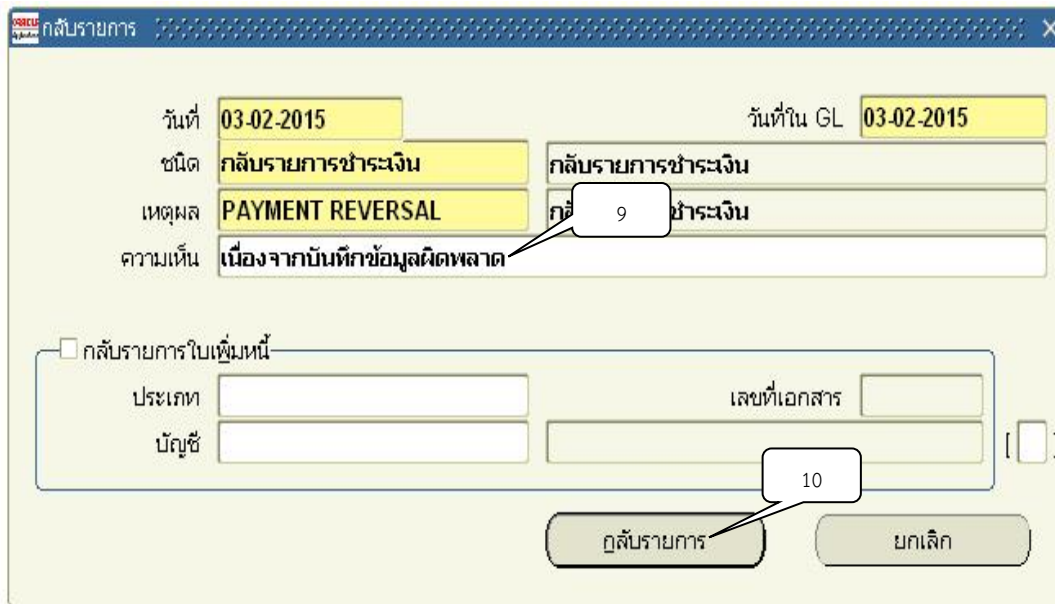 ORACLE กลับรายการ
วันที่ 03-02-2015 วันที่ใน GL 03-02-2015
ชนิด กลับรายการชำระเงิน กลับรายการชำระเงิน
เหตุผล PAYMENT REVERSAL 9 ชำระเงิน
ความเห็น เนื่องจากบันทึกข้อมูลผิดพลาด
กลับรายการใบเพิ่มหนี้
ประเภท เลขที่เอกสาร
บัญชี [ ]
10
กลับรายการ ยกเลิก